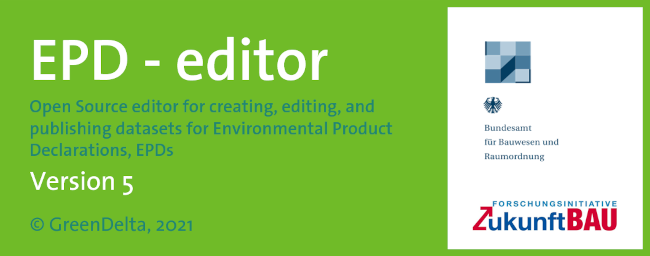 EPD - editor
Open Source editor for creating, editing, and
publishing datasets for Environmental Product
Declarations, EPDs
Version 5
© GreenDelta, 2021
Bundesamt
für Bauwesen und
Raumordnung
FORSCHUNGSINITIATIVE
ZukunftBAU